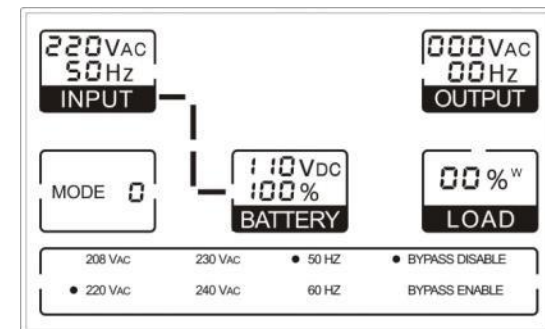 220VAC
50Hz
INPUT
000VAC
00Hz
OUTPUT
MODE 0
110VDC
100%
BATTERY
00%W
LOAD
208 VAC 230 VAC ● 50 HZ ● BYPASS DISABLE
● 220 VAC 240 VAC 60 HZ BYPASS ENABLE